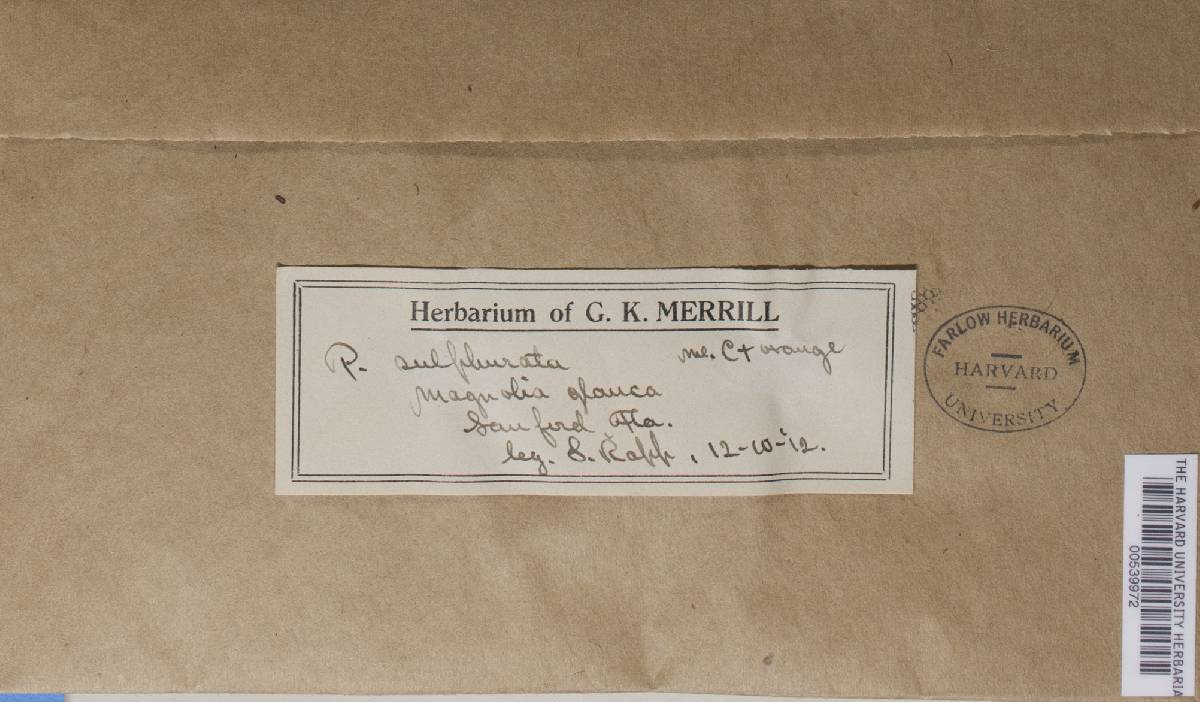 Herbarium of G. K. MERRILL
P. sulphurata me. C+ orange
Magnolia glauca
Sanford Fla.
leg. S. Rapp, 12-10-'12.
FARLOW HERBARIUM
HARVARD
UNIVERSITY
THE HARVARD UNIVERSITY HERBARIA
00539972